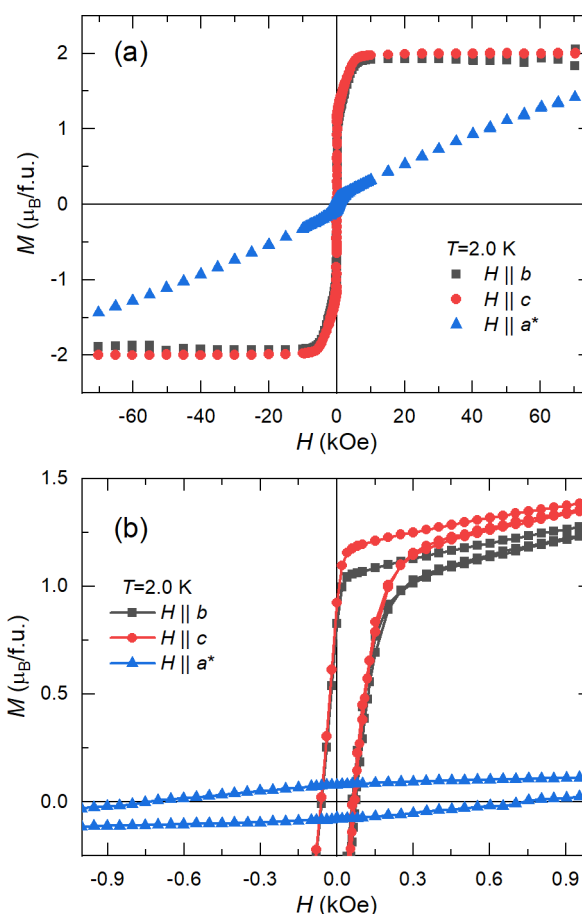 (a)
M (μB/f.u.)
2
1
0
-1
-2
T=2.0 K
H || b
H || c
H || a*
-60 -40 -20 0 20 40 60
H (kOe)
(b)
M (μB/f.u.)
1.5
1.0
0.5
0.0
T=2.0 K
H || b
H || c
H || a*
-0.9 -0.6 -0.3 0.0 0.3 0.6 0.9
H (kOe)